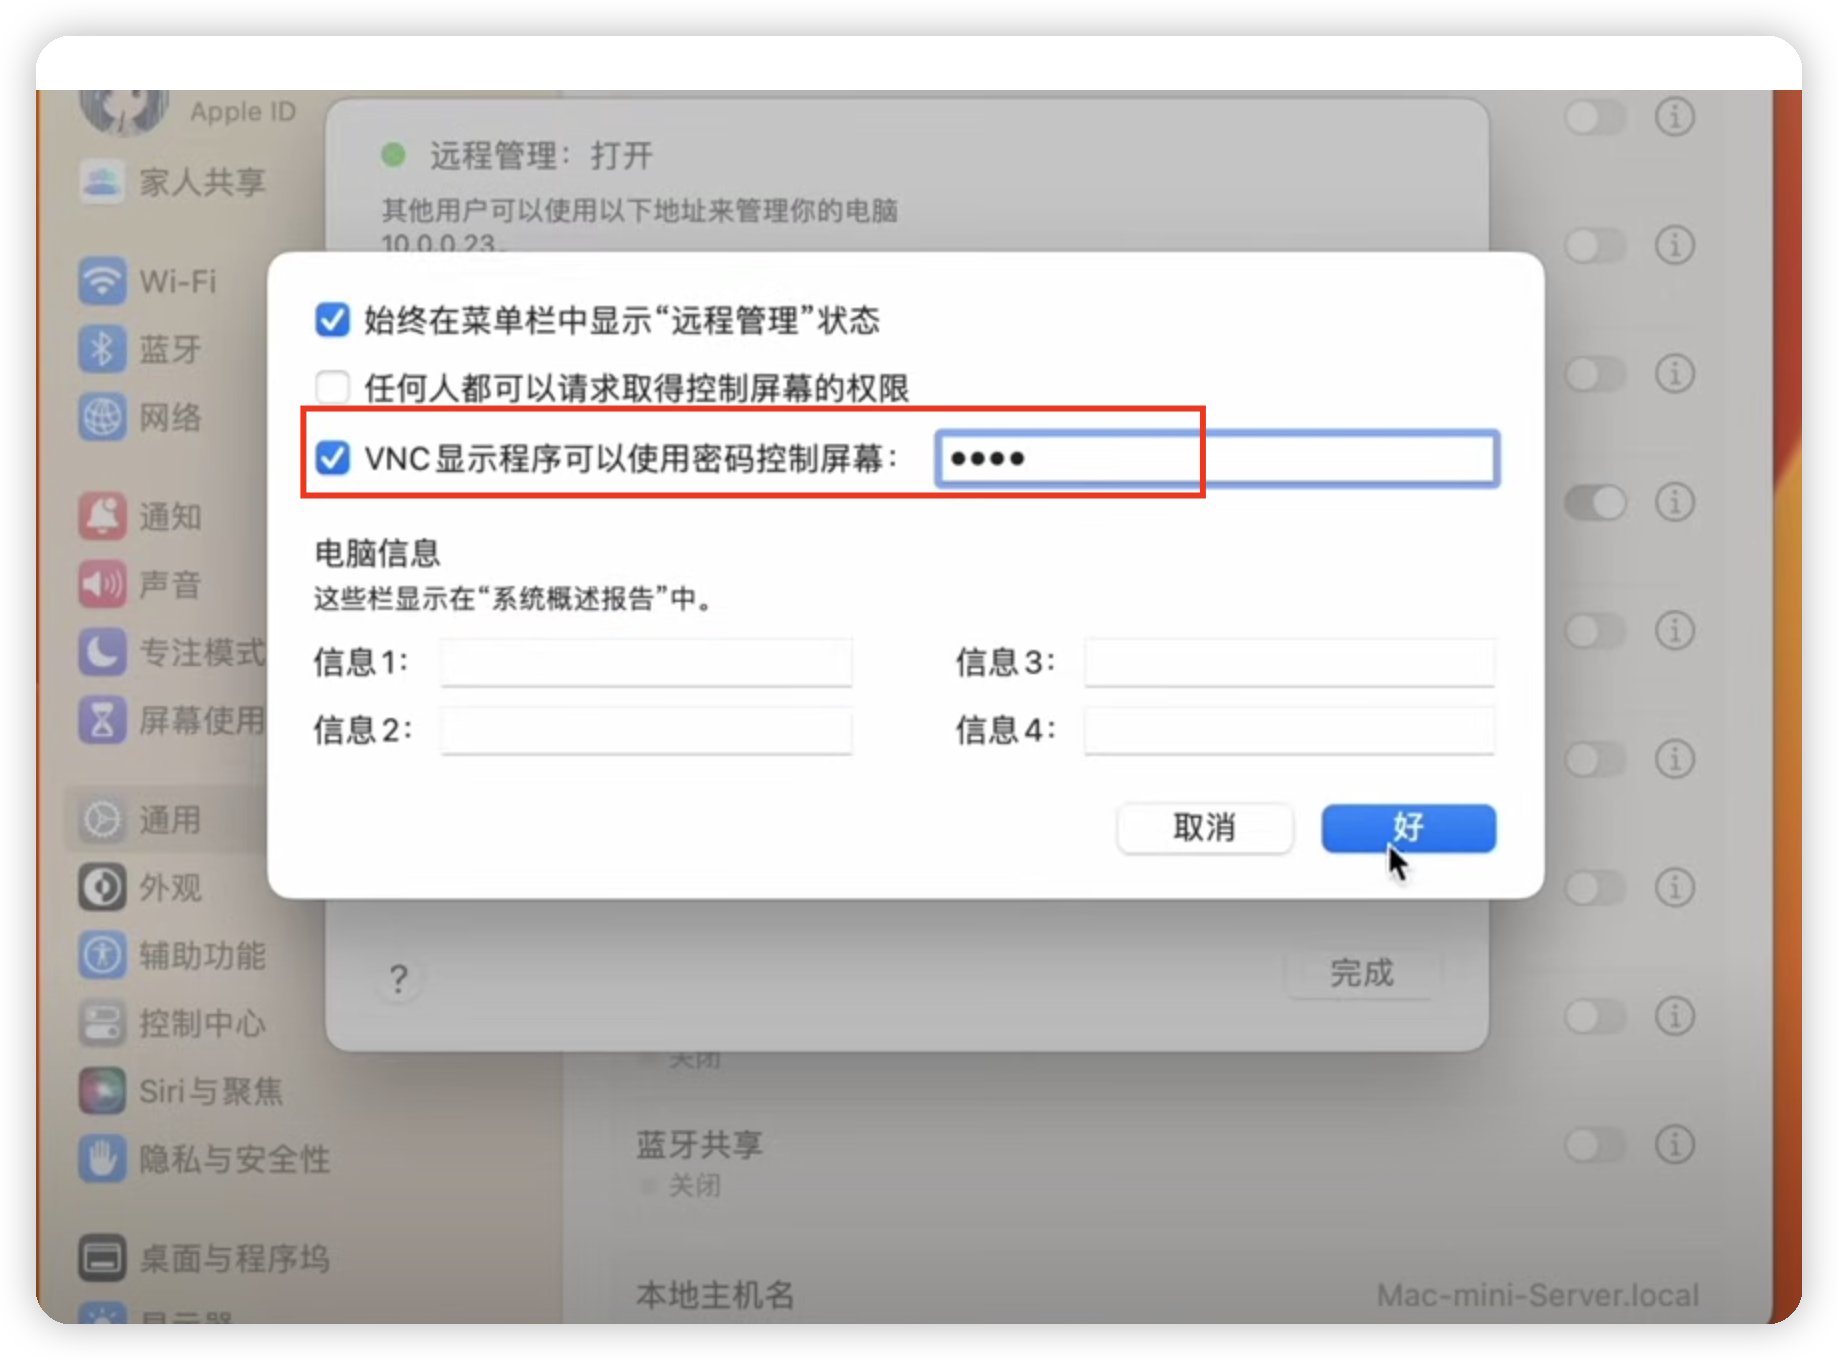 Apple ID
家人共享
Wi-Fi
蓝牙
网络
通知
声音
专注模式
屏幕使用
通用
外观
辅助功能
控制中心
Siri与聚焦
隐私与安全性
桌面与程序坞
显示器
远程管理：打开
其他用户可以使用以下地址来管理你的电脑
10.0.0.23。
始终在菜单栏中显示“远程管理”状态
任何人都可以请求取得控制屏幕的权限
VNC显示程序可以使用密码控制屏幕： ••••
电脑信息
这些栏显示在“系统概述报告”中。
信息1： 信息3：
信息2： 信息4：
取消 好
? 完成
关闭
蓝牙共享
关闭
本地主机名 Mac-mini-Server.local